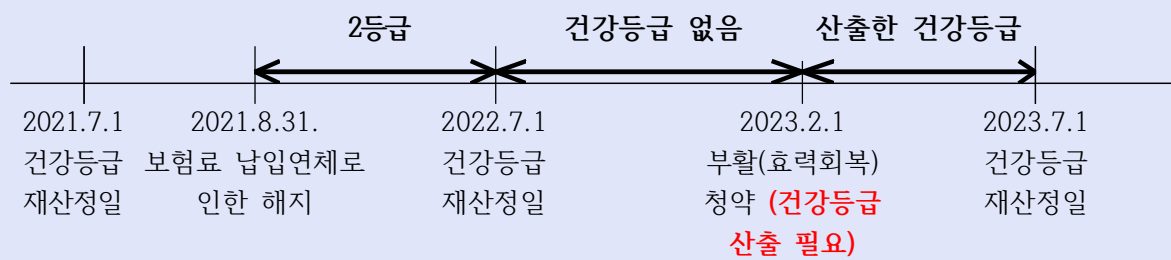 2등급 건강등급 없음 산출한 건강등급
2021.7.1 2021.8.31. 2022.7.1 2023.2.1 2023.7.1
건강등급 보험료 납입연체로 건강등급 부활(효력회복) 건강등급
재산정일 인한 해지 재산정일 청약 (건강등급 재산정일
산출 필요)